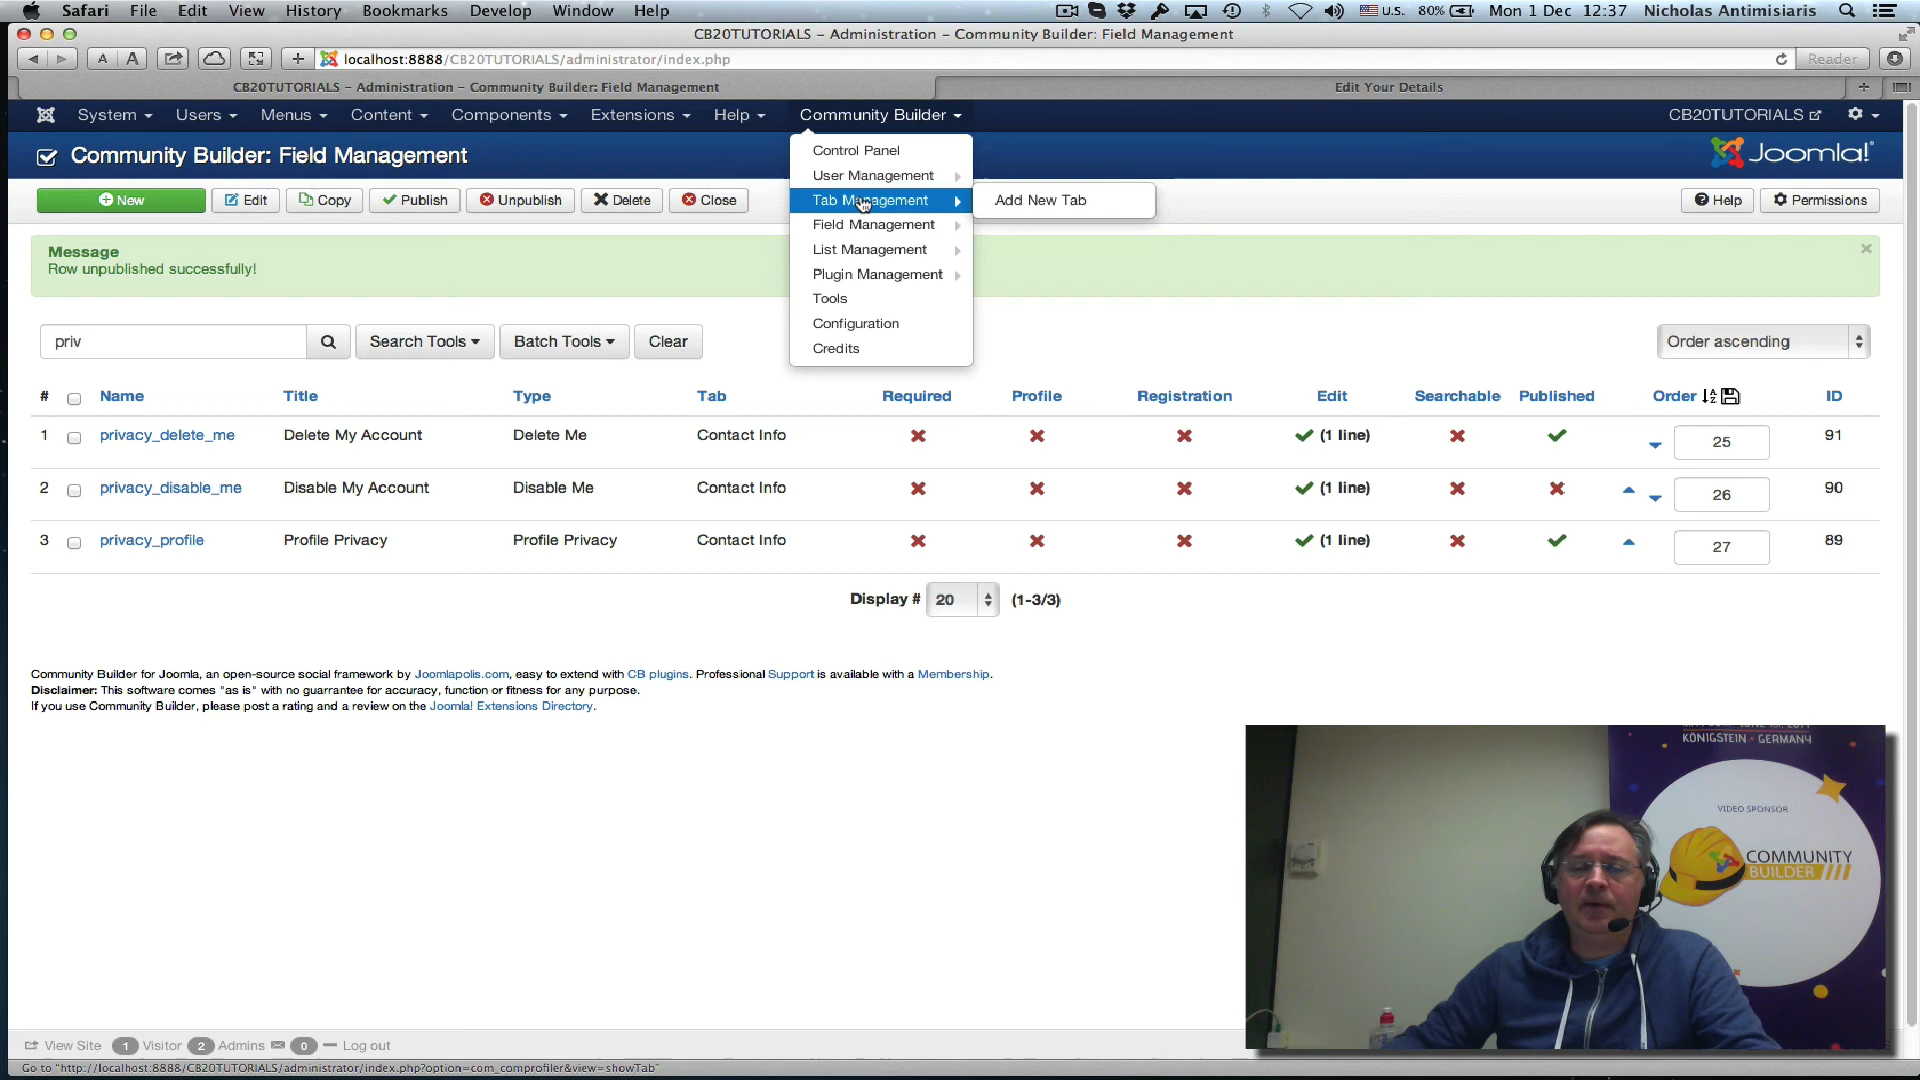 Safari File Edit View History Bookmarks Develop Window Help U.S. 80% Mon 1 Dec 12:37 Nicholas Antimisiaris
CB20TUTORIALS - Administration - Community Builder: Field Management
A A + localhost:8888/CB20TUTORIALS/administrator/index.php Reader
CB20TUTORIALS - Administration - Community Builder: Field Management Edit Your Details
System Users Menus Content Components Extensions Help Community Builder CB20TUTORIALS
Community Builder: Field Management Joomla!
New Edit Copy Publish Unpublish Delete Close Help Permissions
Control Panel
User Management
Tab Management Add New Tab
Field Management
List Management
Plugin Management
Tools
Configuration
Credits
Message
Row unpublished successfully!
priv Search Tools Batch Tools Clear Order ascending
# Name Title Type Tab Required Profile Registration Edit Searchable Published Order ID
1 privacy_delete_me Delete My Account Delete Me Contact Info (1 line) 25 91
2 privacy_disable_me Disable My Account Disable Me Contact Info (1 line) 26 90
3 privacy_profile Profile Privacy Profile Privacy Contact Info (1 line) 27 89
Display # 20 (1-3/3)
Community Builder for Joomla, an open-source social framework by Joomlapolis.com, easy to extend with CB plugins. Professional Support is available with a Membership.
Disclaimer: This software comes "as is" with no guarrantee for accuracy, function or fitness for any purpose.
If you use Community Builder, please post a rating and a review on the Joomla! Extensions Directory.
KÖNIGSTEIN • GERMANY
VIDEO SPONSOR
COMMUNITY
BUILDER
View Site 1 Visitor 2 Admins 0 Log out
Go to "http://localhost:8888/CB20TUTORIALS/administrator/index.php?option=com_comprofiler&view=showTab"